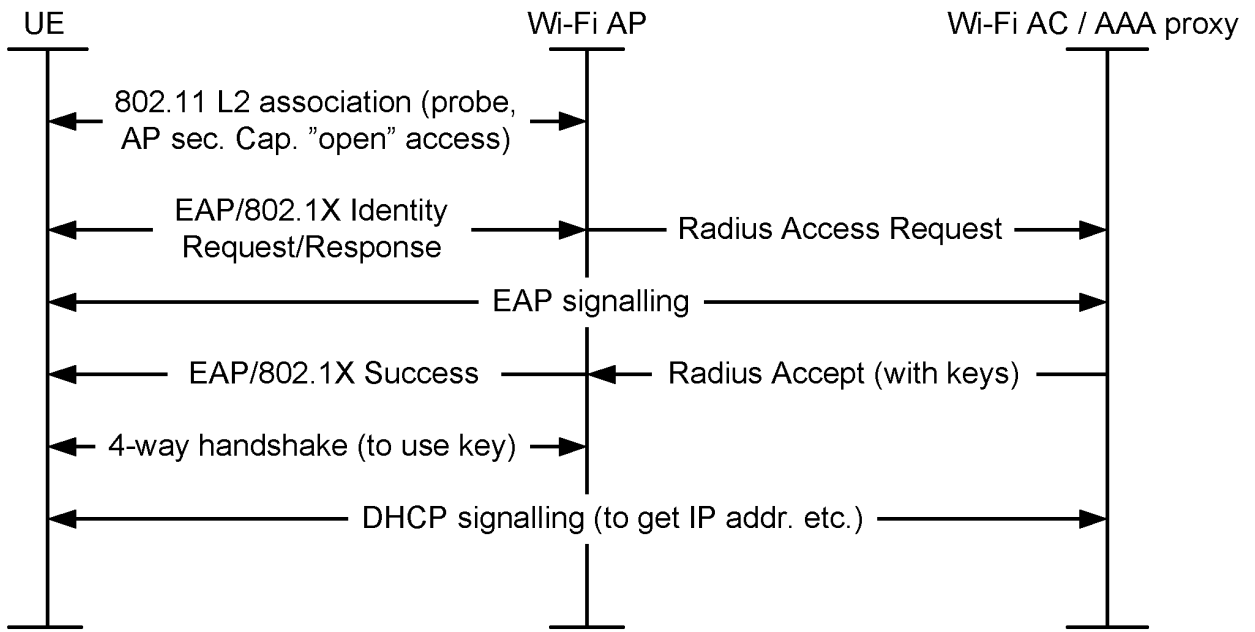 UE
Wi-Fi AP
Wi-Fi AC / AAA proxy
802.11 L2 association (probe,
AP sec. Cap. ”open” access)
EAP/802.1X Identity
Request/Response
Radius Access Request
EAP signalling
EAP/802.1X Success
Radius Accept (with keys)
4-way handshake (to use key)
DHCP signalling (to get IP addr. etc.)